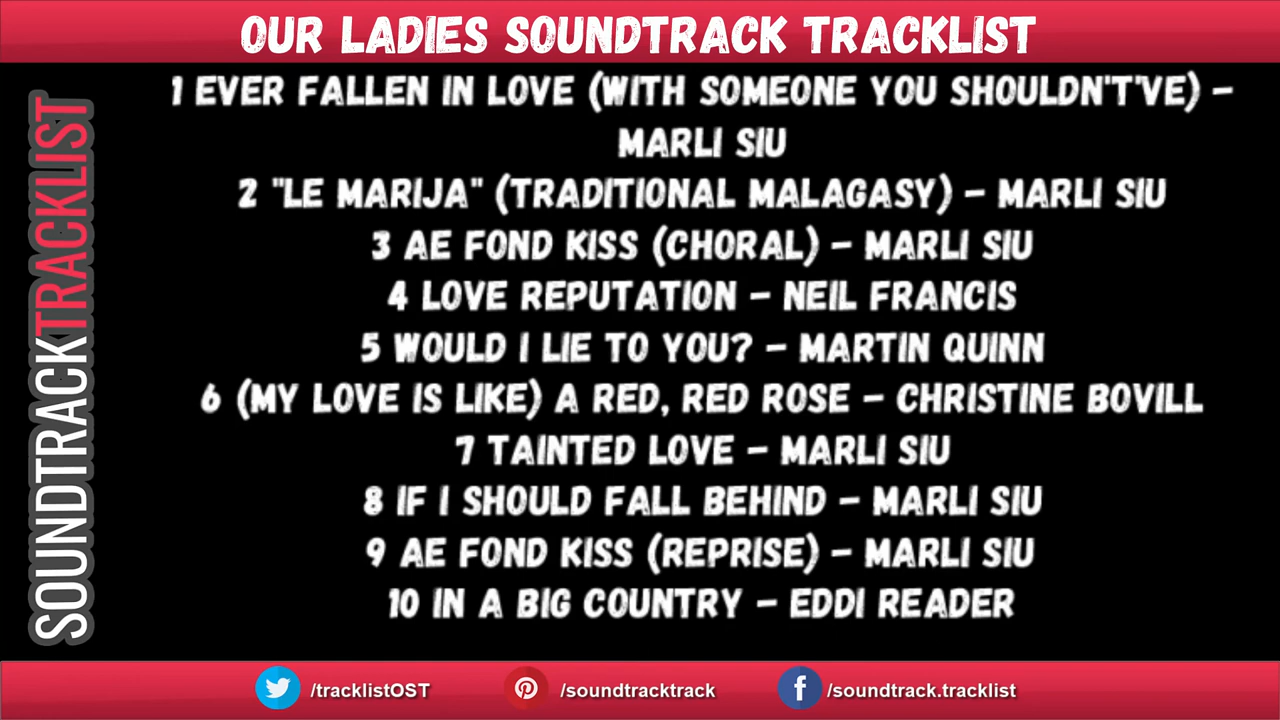 OUR LADIES SOUNDTRACK TRACKLIST
SOUNDTRACKTRACKLIST
1 EVER FALLEN IN LOVE (WITH SOMEONE YOU SHOULDN'T'VE) –
MARLI SIU
2 "LE MARIJA" (TRADITIONAL MALAGASY) – MARLI SIU
3 AE FOND KISS (CHORAL) – MARLI SIU
4 LOVE REPUTATION – NEIL FRANCIS
5 WOULD I LIE TO YOU? – MARTIN QUINN
6 (MY LOVE IS LIKE) A RED, RED ROSE – CHRISTINE BOVILL
7 TAINTED LOVE – MARLI SIU
8 IF I SHOULD FALL BEHIND – MARLI SIU
9 AE FOND KISS (REPRISE) – MARLI SIU
10 IN A BIG COUNTRY – EDDI READER
/tracklistOST /soundtracktrack /soundtrack.tracklist